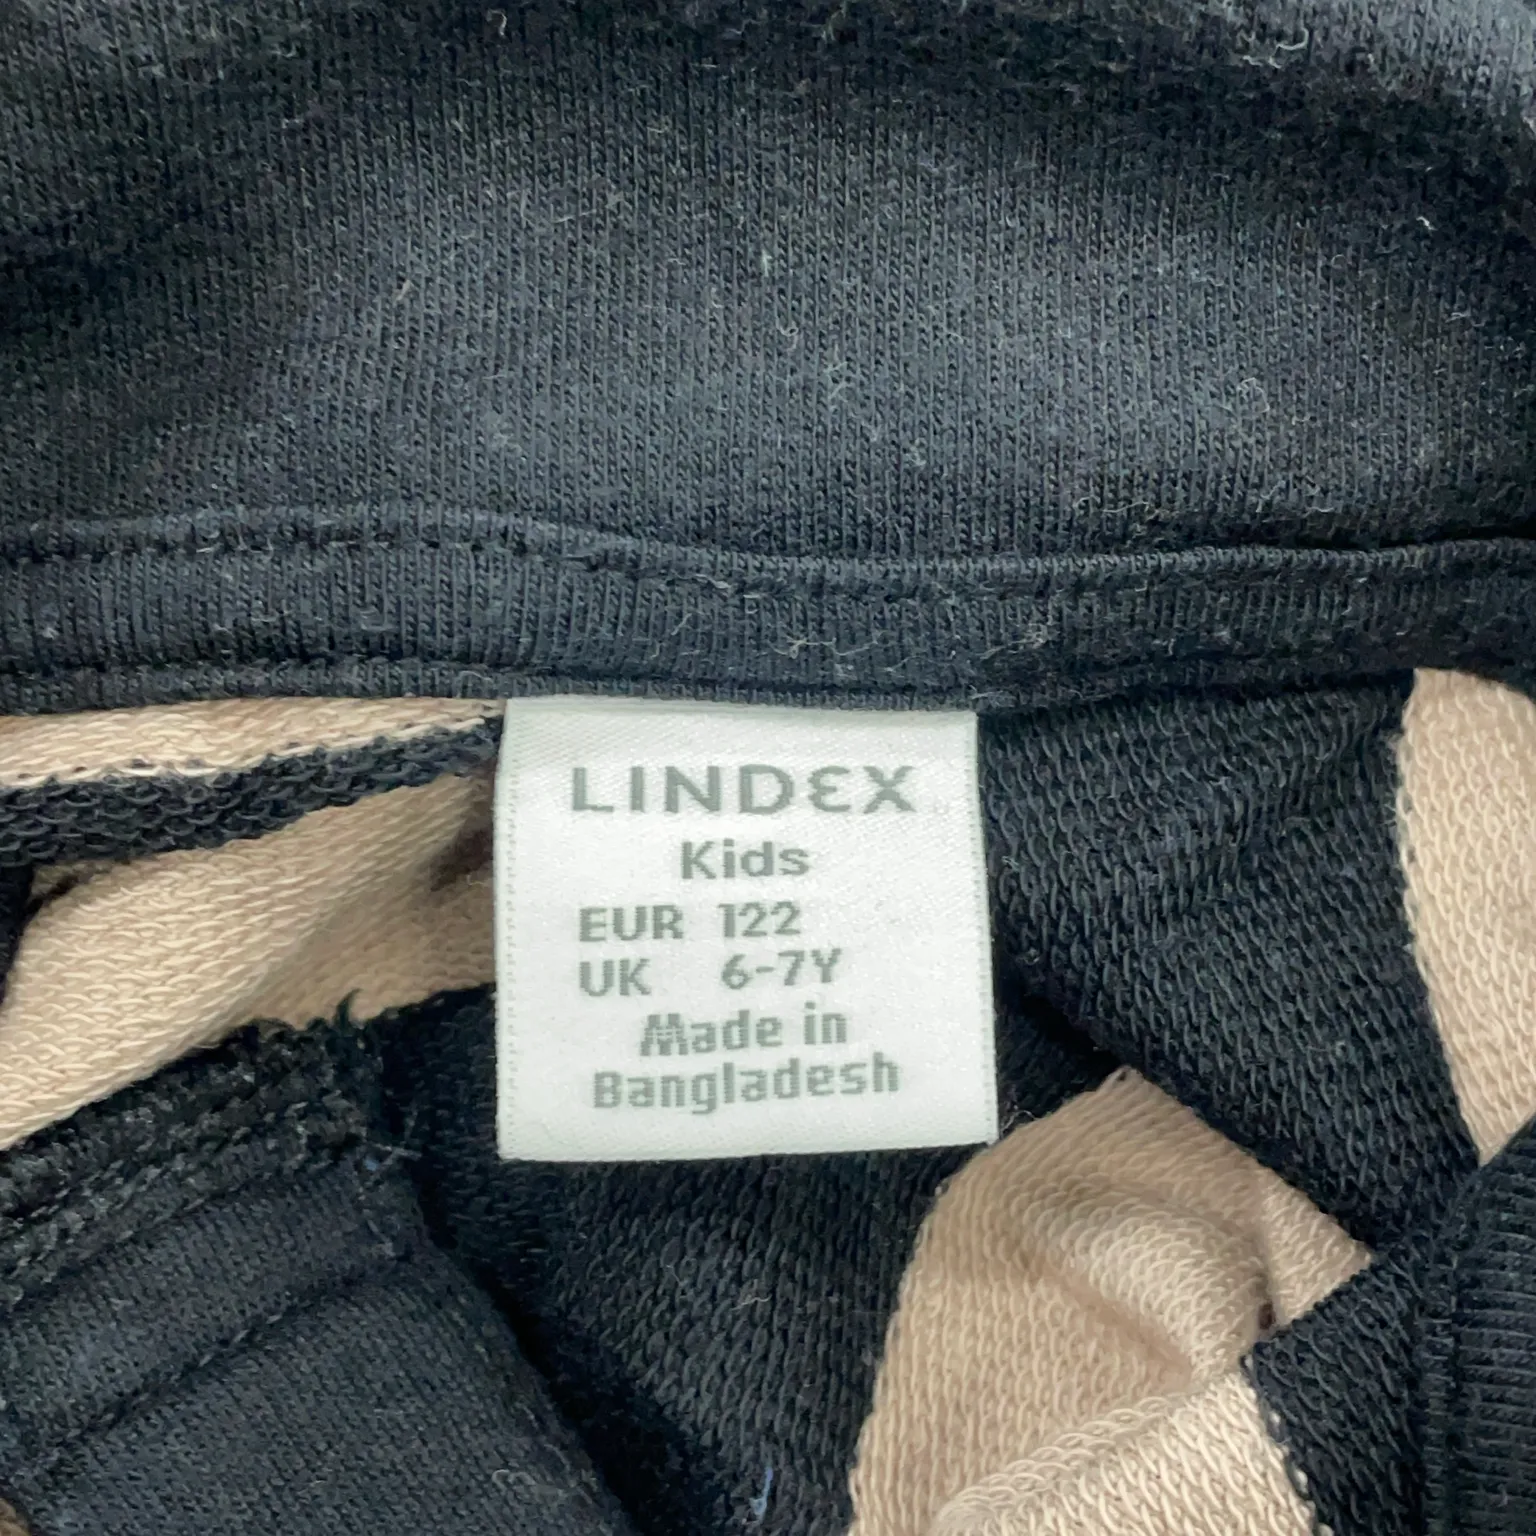 LINDEX
Kids
EUR 122
UK 6-7Y
Made in
Bangladesh